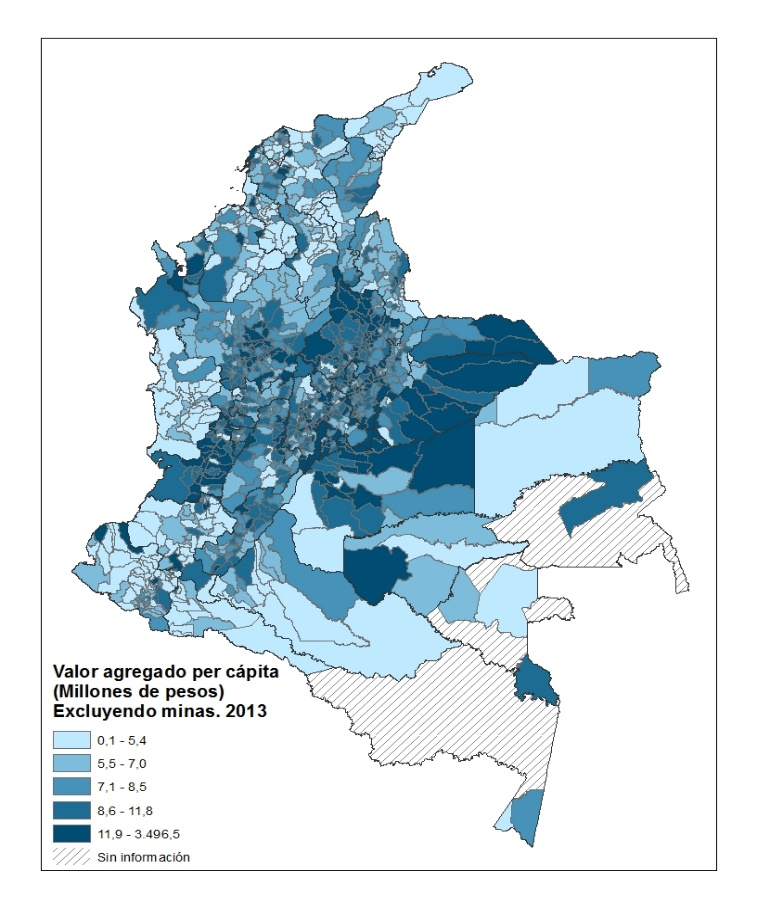 Valor agregado per cápita
(Millones de pesos)
Excluyendo minas. 2013
0,1 - 5,4
5,5 - 7,0
7,1 - 8,5
8,6 - 11,8
11,9 - 3.496,5
Sin información